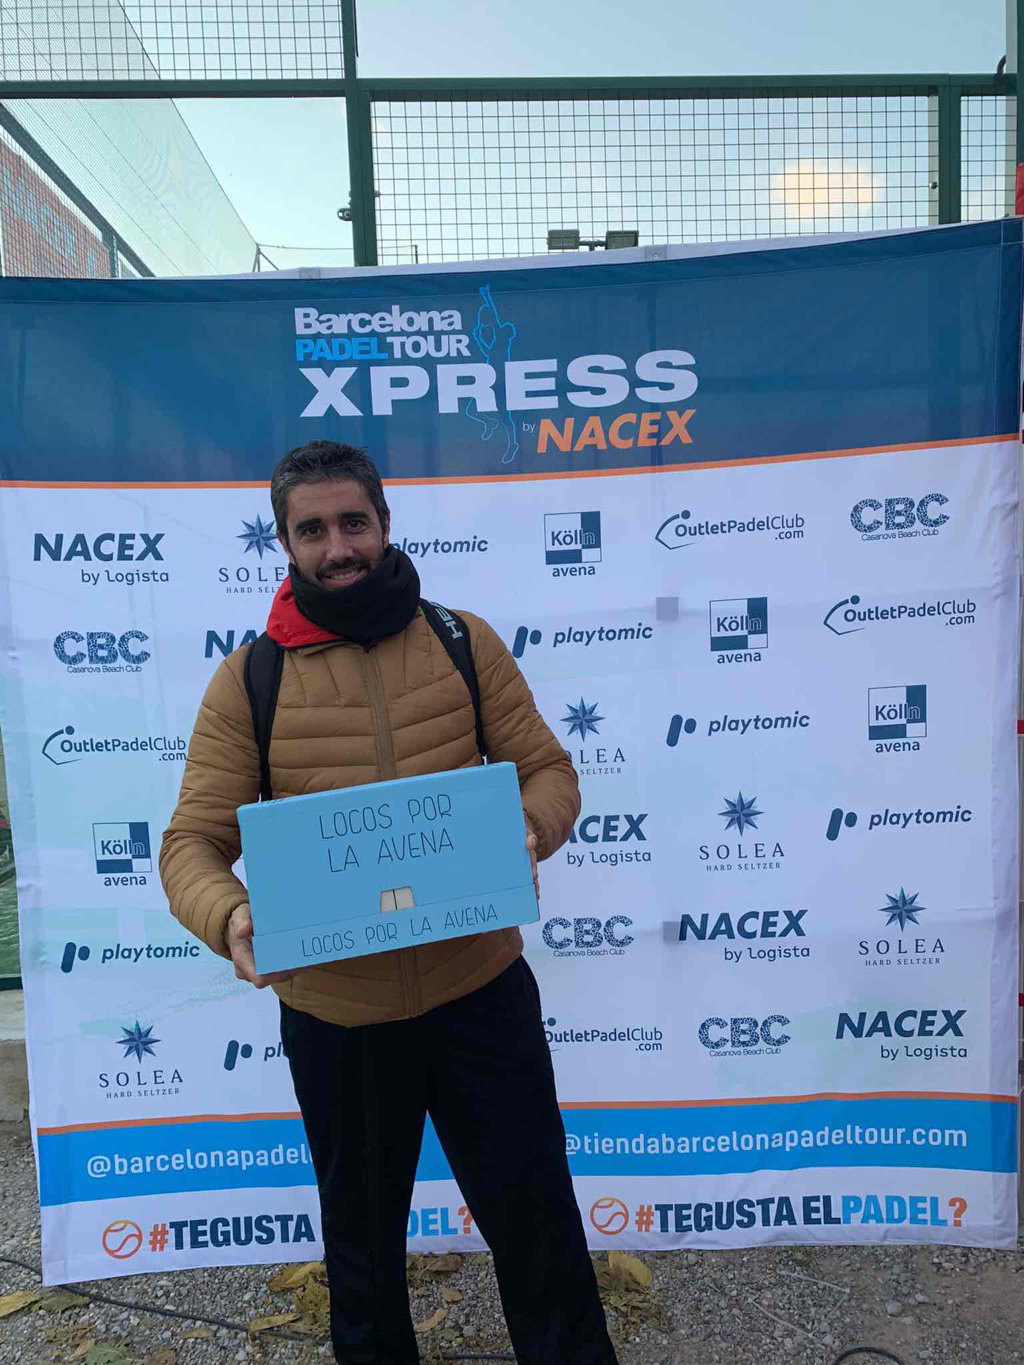 Barcelona
PADEL TOUR
XPRESS
by NACEX
NACEX
by Logista
SOLE
HARD SEL
playtomic
Kölln
avena
OutletPadelClub
.com
CBC
Casanova Beach Club
CBC
Casanova Beach Club
NA
playtomic
Kölln
avena
OutletPadelClub
.com
HE
OutletPadelClub
.com
LEA
SELTZER
playtomic
Kölln
avena
LOCOS POR
LA AVENA
LOCOS POR LA AVENA
Kölln
avena
ACEX
by Logista
SOLEA
HARD SELTZER
playtomic
playtomic
CBC
Casanova Beach Club
NACEX
by Logista
SOLEA
HARD SELTZER
SOLEA
HARD SELTZER
pl
OutletPadelClub
.com
CBC
Casanova Beach Club
NACEX
by Logista
@barcelonapadel
@tiendabarcelonapadeltour.com
#TEGUSTA
DEL?
#TEGUSTA ELPADEL?